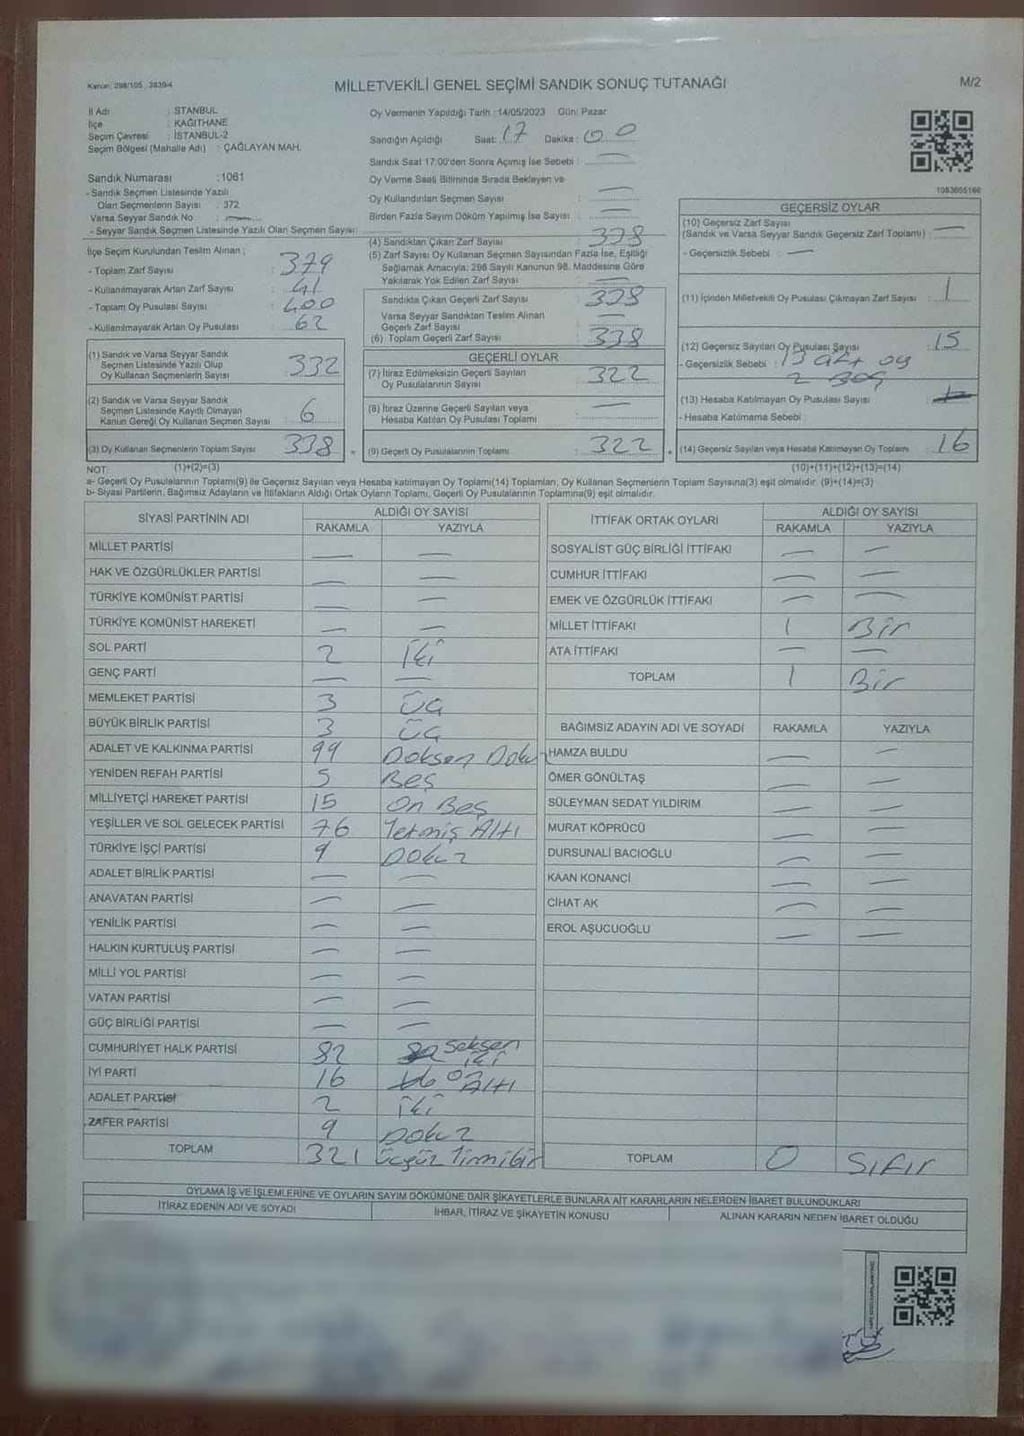 Kanun: 298/105 , 2839/4
MİLLETVEKİLİ GENEL SEÇİMİ SANDIK SONUÇ TUTANAĞI
M/2
İl Adı : İSTANBUL
İlçe : KAĞITHANE
Seçim Çevresi : İSTANBUL-2
Seçim Bölgesi (Mahalle Adı) : ÇAĞLAYAN MAH.
Sandık Numarası :1061
- Sandık Seçmen Listesinde Yazılı
Olan Seçmenlerin Sayısı : 372
Varsa Seyyar Sandık No : —
- Seyyar Sandık Seçmen Listesinde Yazılı Olan Seçmen Sayısı:
Oy Vermenin Yapıldığı Tarih : 14/05/2023 Gün: Pazar
Sandığın Açıldığı Saat: 17 Dakika : 00
Sandık Saat 17:00'den Sonra Açımış İse Sebebi : —
Oy Verme Saati Bitiminde Sırada Bekleyen ve
Oy Kullandırılan Seçmen Sayısı : —
Birden Fazla Sayım Döküm Yapılmış İse Sayısı : —
1083605166
İlçe Seçim Kurulundan Teslim Alınan ;
- Toplam Zarf Sayısı : 379
- Kullanılmayarak Artan Zarf Sayısı : 41
- Toplam Oy Pusulası Sayısı : 400
- Kullanılmayarak Artan Oy Pusulası : 62
(1) Sandık ve Varsa Seyyar Sandık
Seçmen Listesinde Yazılı Olup
Oy Kullanan Seçmenlerin Sayısı : 332
(2) Sandık ve Varsa Seyyar Sandık
Seçmen Listesinde Kayıtlı Olmayan
Kanun Gereği Oy Kullanan Seçmen Sayısı : 6
(3) Oy Kullanan Seçmenlerin Toplam Sayısı : 338
(4) Sandıktan Çıkan Zarf Sayısı : 338
(5) Zarf Sayısı Oy Kullanan Seçmen Sayısından Fazla İse, Eşitliği
Sağlamak Amacıyla; 298 Sayılı Kanunun 98. Maddesine Göre
Yakılarak Yok Edilen Zarf Sayısı : —
Sandıkta Çıkan Geçerli Zarf Sayısı : 338
Varsa Seyyar Sandıktan Teslim Alınan
Geçerli Zarf Sayısı : —
(6) Toplam Geçerli Zarf Sayısı : 338
GEÇERLİ OYLAR
(7) İtiraz Edilmeksizin Geçerli Sayılan
Oy Pusulalarının Sayısı : 322
(8) İtiraz Üzerine Geçerli Sayılan veya
Hesaba Katılan Oy Pusulası Toplamı : —
(9) Geçerli Oy Pusulalarının Toplamı : 322
GEÇERSİZ OYLAR
(10) Geçersiz Zarf Sayısı
(Sandık ve Varsa Seyyar Sandık Geçersiz Zarf Toplamı) : —
- Geçersizlik Sebebi : —
(11) İçinden Milletvekili Oy Pusulası Çıkmayan Zarf Sayısı : 1
(12) Geçersiz Sayılan Oy Pusulası Sayısı : 15
- Geçersizlik Sebebi : 13 çift oy
2 boş
(13) Hesaba Katılmayan Oy Pusulası Sayısı :
- Hesaba Katılmama Sebebi :
(14) Geçersiz Sayılan veya Hesaba Katılmayan Oy Toplamı : 16
NOT: (1)+(2)=(3) (10)+(11)+(12)+(13)=(14)
a- Geçerli Oy Pusulalarının Toplamı(9) ile Geçersiz Sayılan veya Hesaba katılmayan Oy Toplamı(14) Toplamları, Oy Kullanan Seçmenlerin Toplam Sayısına(3) eşit olmalıdır. (9)+(14)=(3)
b- Siyasi Partilerin, Bağımsız Adayların ve İttifakların Aldığı Ortak Oyların Toplamı, Geçerli Oy Pusulalarının Toplamına(9) eşit olmalıdır.
SİYASİ PARTİNİN ADI ALDIĞI OY SAYISI
RAKAMLA YAZIYLA
MİLLET PARTİSİ — —
HAK VE ÖZGÜRLÜKLER PARTİSİ — —
TÜRKİYE KOMÜNİST PARTİSİ — —
TÜRKİYE KOMÜNİST HAREKETİ — —
SOL PARTİ 2 İki
GENÇ PARTİ — —
MEMLEKET PARTİSİ 3 Üç
BÜYÜK BİRLİK PARTİSİ 3 Üç
ADALET VE KALKINMA PARTİSİ 99 Doksan Doku
YENİDEN REFAH PARTİSİ 5 Beş
MİLLİYETÇİ HAREKET PARTİSİ 15 On Beş
YEŞİLLER VE SOL GELECEK PARTİSİ 76 Yetmiş Altı
TÜRKİYE İŞÇİ PARTİSİ 9 Dokuz
ADALET BİRLİK PARTİSİ — —
ANAVATAN PARTİSİ — —
YENİLİK PARTİSİ — —
HALKIN KURTULUŞ PARTİSİ — —
MİLLİ YOL PARTİSİ — —
VATAN PARTİSİ — —
GÜÇ BİRLİĞİ PARTİSİ — —
CUMHURİYET HALK PARTİSİ 82 Seksen iki
İYİ PARTİ 16 On Altı
ADALET PARTİSİ 2 İki
ZAFER PARTİSİ 9 Dokuz
TOPLAM 321 Üçyüz Yirmibir
İTTİFAK ORTAK OYLARI ALDIĞI OY SAYISI
RAKAMLA YAZIYLA
SOSYALİST GÜÇ BİRLİĞİ İTTİFAKI — —
CUMHUR İTTİFAKI — —
EMEK VE ÖZGÜRLÜK İTTİFAKI — —
MİLLET İTTİFAKI 1 Bir
ATA İTTİFAKI — —
TOPLAM 1 Bir
BAĞIMSIZ ADAYIN ADI VE SOYADI RAKAMLA YAZIYLA
HAMZA BULDU — —
ÖMER GÖNÜLTAŞ — —
SÜLEYMAN SEDAT YILDIRIM — —
MURAT KÖPRÜCÜ — —
DURSUNALİ BACIOĞLU — —
KAAN KONANCİ — —
CİHAT AK — —
EROL AŞUCUOĞLU — —
TOPLAM 0 Sıfır
OYLAMA İŞ VE İŞLEMLERİNE VE OYLARIN SAYIM DÖKÜMÜNE DAİR ŞİKAYETLERLE BUNLARA AİT KARARLARIN NELERDEN İBARET BULUNDUKLARI
İTİRAZ EDENİN ADI VE SOYADI İHBAR, İTİRAZ VE ŞİKAYETİN KONUSU ALINAN KARARIN NEDEN İBARET OLDUĞU